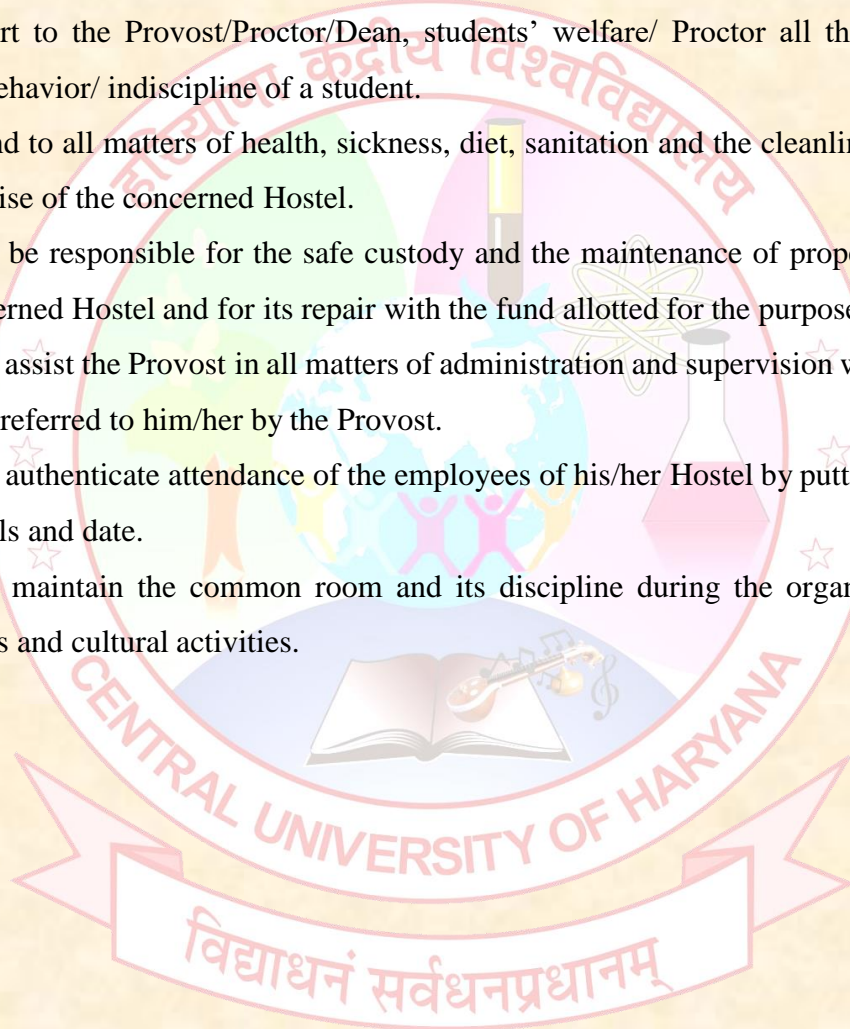 rt to the Provost/Proctor/Dean, students’ welfare/ Proctor all th
ehavior/ indiscipline of a student.
nd to all matters of health, sickness, diet, sanitation and the cleanlin
ise of the concerned Hostel.
be responsible for the safe custody and the maintenance of prope
erned Hostel and for its repair with the fund allotted for the purpose
assist the Provost in all matters of administration and supervision w
referred to him/her by the Provost.
authenticate attendance of the employees of his/her Hostel by putt
ls and date.
maintain the common room and its discipline during the organ
s and cultural activities.
हरियाणा केंद्रीय विश्वविद्यालय
CENTRAL UNIVERSITY OF HARYANA
विद्याधनं सर्वधनप्रधानम्